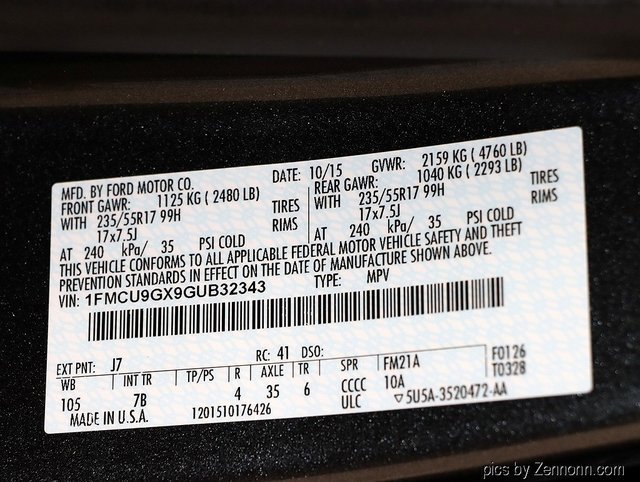 MFD. BY FORD MOTOR CO. DATE: 10/15 GVWR: 2159 KG ( 4760 LB)
FRONT GAWR: 1125 KG ( 2480 LB) REAR GAWR: 1040 KG ( 2293 LB)
WITH 235/55R17 99H TIRES WITH 235/55R17 99H TIRES
17x7.5J RIMS 17x7.5J RIMS
AT 240 kPa/ 35 PSI COLD AT 240 kPa/ 35 PSI COLD
THIS VEHICLE CONFORMS TO ALL APPLICABLE FEDERAL MOTOR VEHICLE SAFETY AND THEFT
PREVENTION STANDARDS IN EFFECT ON THE DATE OF MANUFACTURE SHOWN ABOVE.
VIN: 1FMCU9GX9GUB32343 TYPE: MPV
EXT PNT: J7 RC: 41 DSO: F0126
WB INT TR TP/PS R AXLE TR SPR FM21A T0328
105 7B 4 35 6 CCCC 10A
MADE IN U.S.A. 1201510176426 ULC ▽5U5A-3520472-AA
pics by Zennonn.com